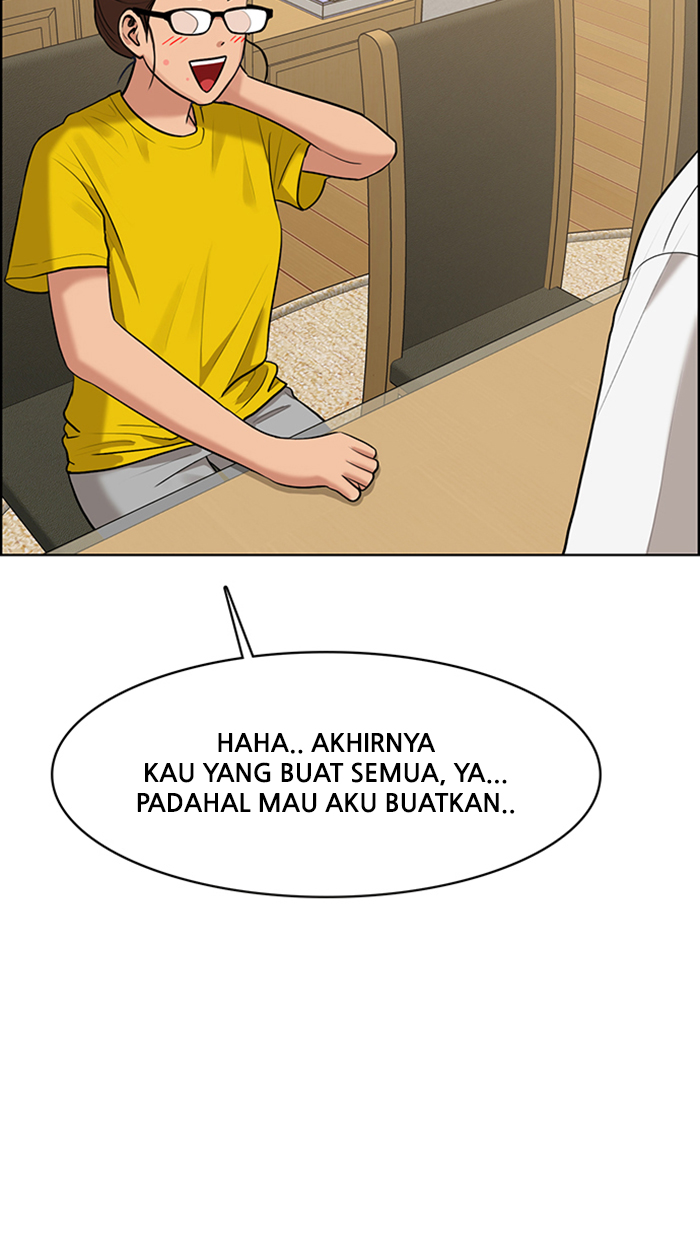 HAHA.. AKHIRNYA
KAU YANG BUAT SEMUA, YA...
PADAHAL MAU AKU BUATKAN..